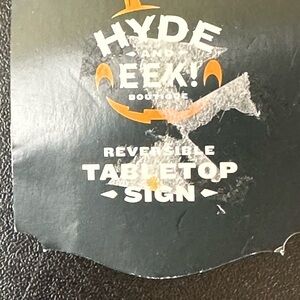 HYDE
AND
EEK!
BOUTIQUE
REVERSIBLE
TABLETOP
SIGN